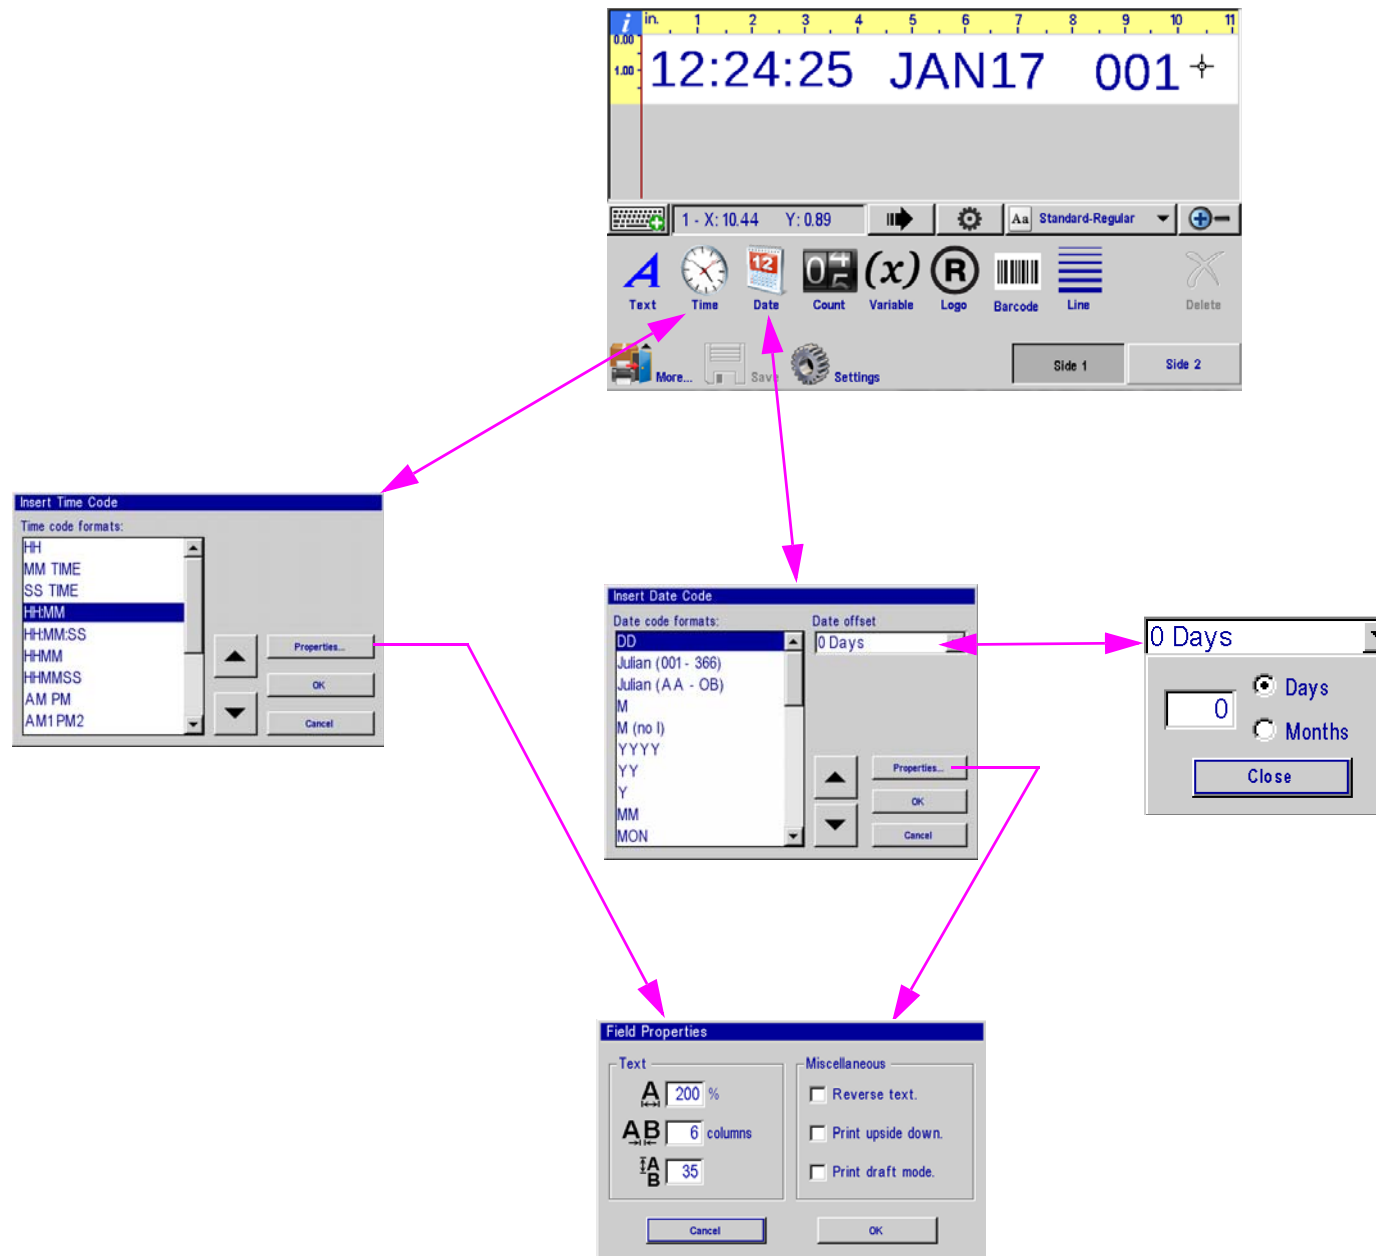 i in. 1 2 3 4 5 6 7 8 9 10 11
0.00
1.00 12:24:25 JAN17 001
1 - X: 10.44 Y: 0.89 Aa Standard-Regular
A 12 04 5 (x) R
Text Time Date Count Variable Logo Barcode Line Delete
More... Save Settings Side 1 Side 2
Insert Time Code
Time code formats:
HH
MM TIME
SS TIME
HH:MM
HH:MM:SS
HHMM
HHMMSS
AM PM
AM1PM2
Properties...
OK
Cancel
Insert Date Code
Date code formats: Date offset
DD 0 Days
Julian (001 - 366)
Julian (AA - OB)
M
M (no I)
YYYY
YY
Y
MM
MON
Properties...
OK
Cancel
0 Days
0 Days
Months
Close
Field Properties
Text Miscellaneous
A 200 % Reverse text.
AB 6 columns Print upside down.
A B 35 Print draft mode.
Cancel OK